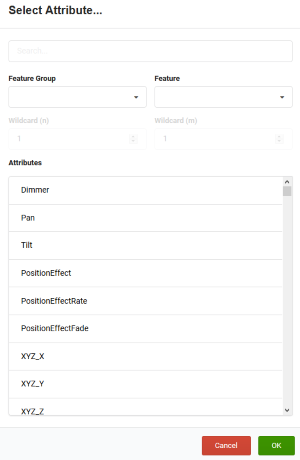 Select Attribute...
Search...
Feature Group Feature
Wildcard (n) Wildcard (m)
1 1
Attributes
Dimmer
Pan
Tilt
PositionEffect
PositionEffectRate
PositionEffectFade
XYZ_X
XYZ_Y
XYZ_Z
Cancel OK